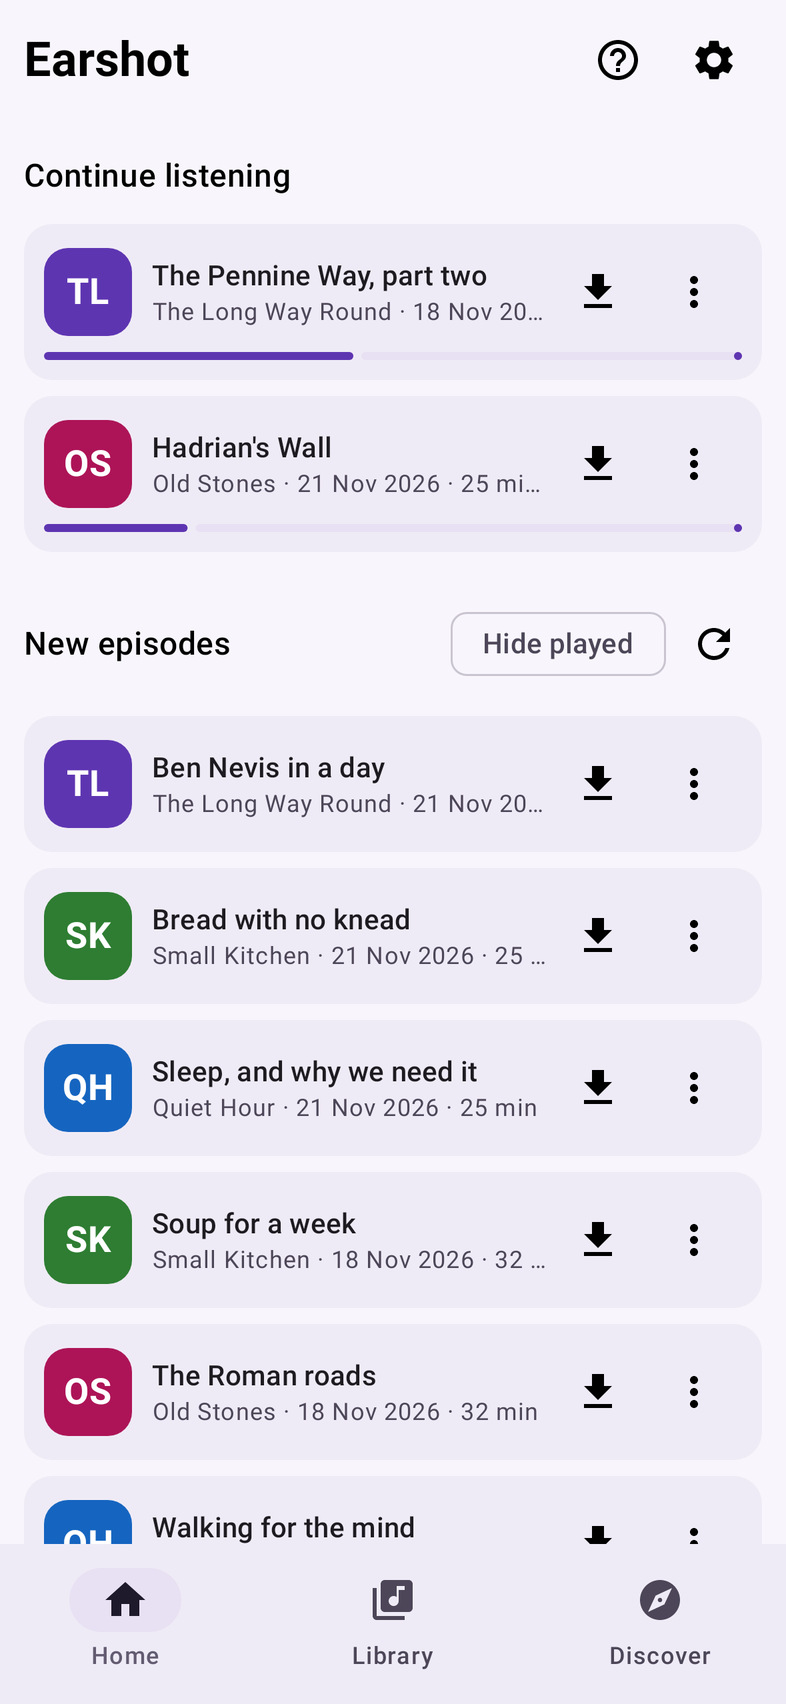 Earshot
Continue listening
TL
The Pennine Way, part two
The Long Way Round · 18 Nov 20…
OS
Hadrian's Wall
Old Stones · 21 Nov 2026 · 25 mi…
New episodes
Hide played
TL
Ben Nevis in a day
The Long Way Round · 21 Nov 20…
SK
Bread with no knead
Small Kitchen · 21 Nov 2026 · 25 …
QH
Sleep, and why we need it
Quiet Hour · 21 Nov 2026 · 25 min
SK
Soup for a week
Small Kitchen · 18 Nov 2026 · 32 …
OS
The Roman roads
Old Stones · 18 Nov 2026 · 32 min
QH
Walking for the mind
Home
Library
Discover